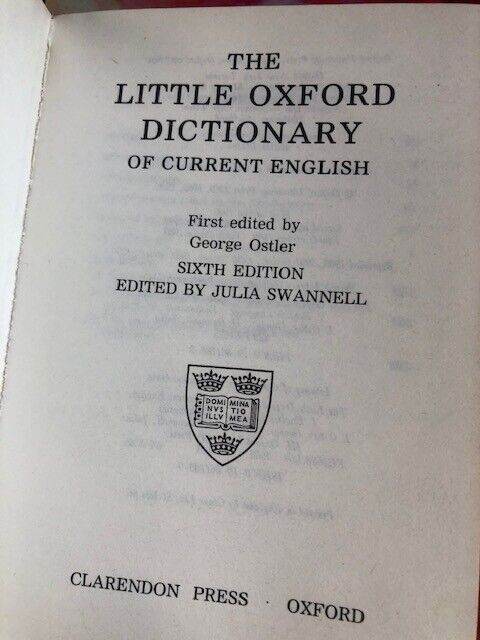 THE
LITTLE OXFORD
DICTIONARY
OF CURRENT ENGLISH
First edited by
George Ostler
SIXTH EDITION
EDITED BY JULIA SWANNELL
DOMI MINA
NVS TIO
ILLV MEA
CLARENDON PRESS · OXFORD